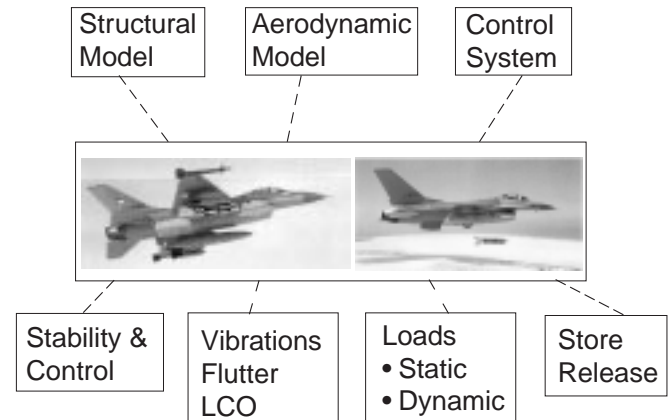 Structural
Model
Aerodynamic
Model
Control
System
Stability &
Control
Vibrations
Flutter
LCO
Loads
• Static
• Dynamic
Store
Release